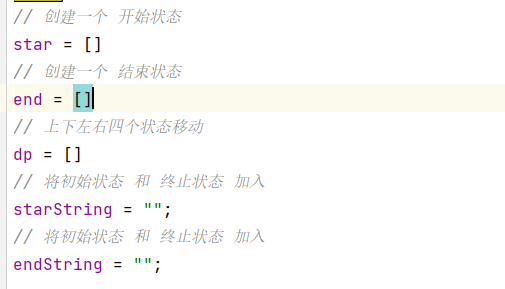 // 创建一个 开始状态
star = []
// 创建一个 结束状态
end = []
// 上下左右四个状态移动
dp = []
// 将初始状态 和 终止状态 加入
starString = "";
// 将初始状态 和 终止状态 加入
endString = "";